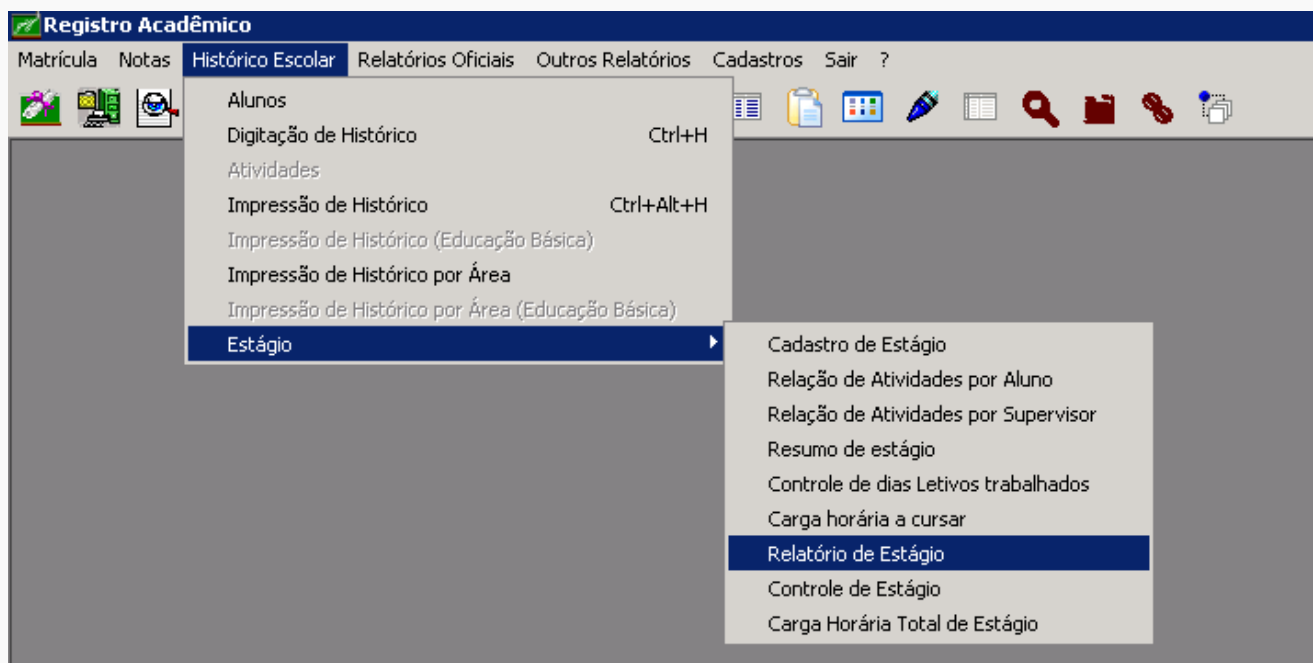 Registro Acadêmico
Matrícula Notas Histórico Escolar Relatórios Oficiais Outros Relatórios Cadastros Sair ?
Alunos
Digitação de Histórico Ctrl+H
Atividades
Impressão de Histórico Ctrl+Alt+H
Impressão de Histórico (Educação Básica)
Impressão de Histórico por Área
Impressão de Histórico por Área (Educação Básica)
Estágio
Cadastro de Estágio
Relação de Atividades por Aluno
Relação de Atividades por Supervisor
Resumo de estágio
Controle de dias Letivos trabalhados
Carga horária a cursar
Relatório de Estágio
Controle de Estágio
Carga Horária Total de Estágio